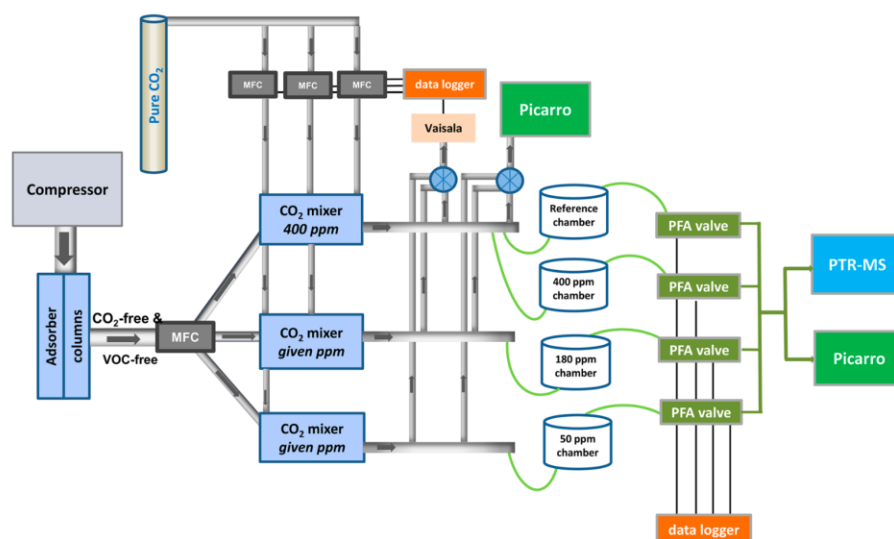 Pure CO₂
MFC
MFC
MFC
data logger
Vaisala
Picarro
Compressor
CO₂ mixer
400 ppm
Reference
chamber
PFA valve
400 ppm
chamber
PFA valve
PTR-MS
Adsorber
columns
CO₂-free &
VOC-free
MFC
CO₂ mixer
given ppm
180 ppm
chamber
PFA valve
Picarro
CO₂ mixer
given ppm
50 ppm
chamber
PFA valve
data logger